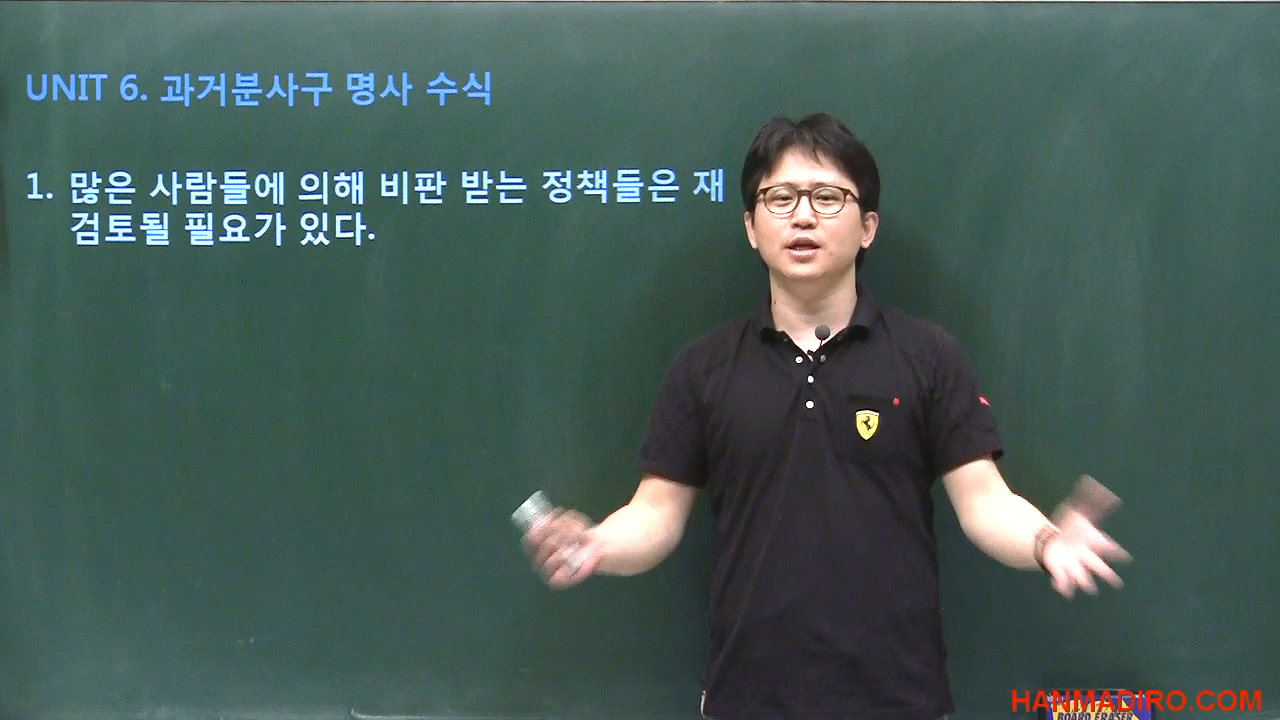 UNIT 6. 과거분사구 명사 수식
1. 많은 사람들에 의해 비판 받는 정책들은 재
검토될 필요가 있다.
HANMADIRO.COM
BOARD ERASER